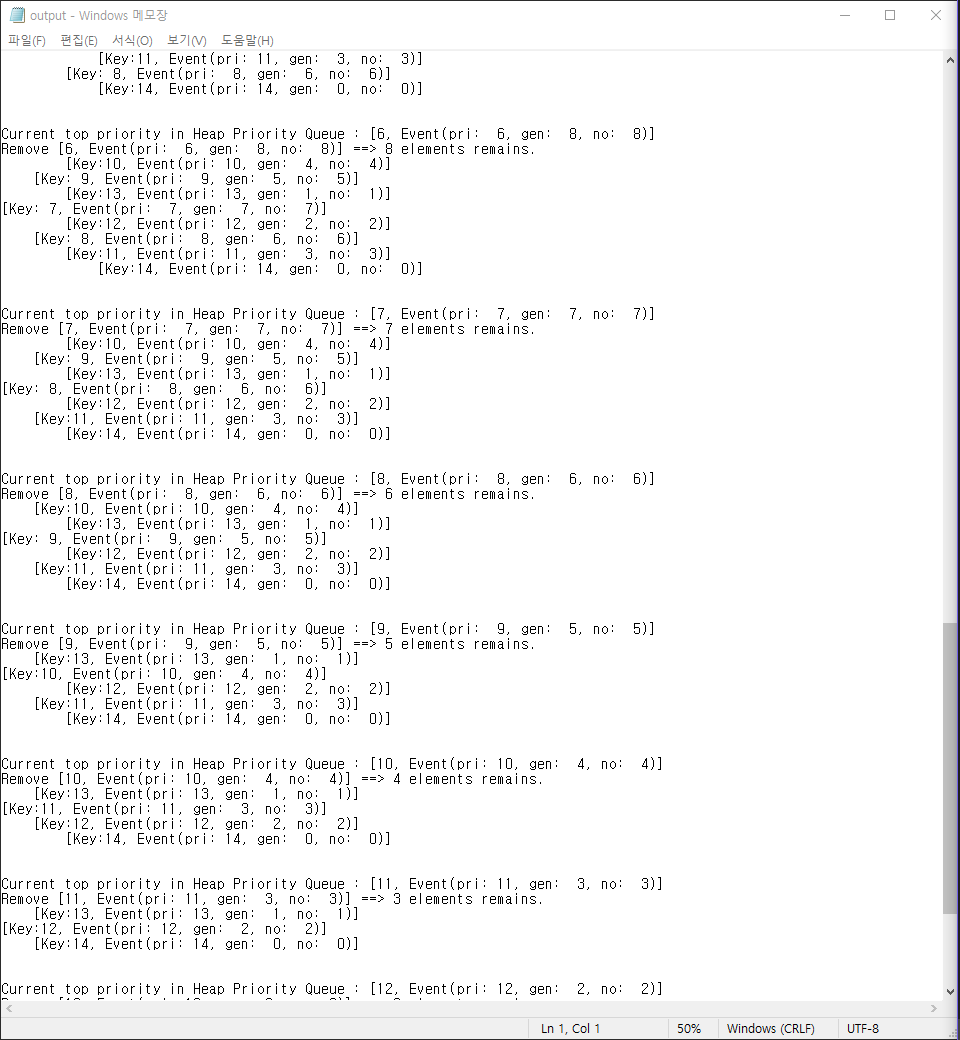 output - Windows 메모장
파일(F) 편집(E) 서식(O) 보기(V) 도움말(H)
[Key:11, Event(pri: 11, gen:  3, no:  3)]
[Key: 8, Event(pri:  8, gen:  6, no:  6)]
[Key:14, Event(pri: 14, gen:  0, no:  0)]
Current top priority in Heap Priority Queue : [6, Event(pri:  6, gen:  8, no:  8)]
Remove [6, Event(pri:  6, gen:  8, no:  8)] ==> 8 elements remains.
[Key:10, Event(pri: 10, gen:  4, no:  4)]
[Key: 9, Event(pri:  9, gen:  5, no:  5)]
[Key:13, Event(pri: 13, gen:  1, no:  1)]
[Key: 7, Event(pri:  7, gen:  7, no:  7)]
[Key:12, Event(pri: 12, gen:  2, no:  2)]
[Key: 8, Event(pri:  8, gen:  6, no:  6)]
[Key:11, Event(pri: 11, gen:  3, no:  3)]
[Key:14, Event(pri: 14, gen:  0, no:  0)]
Current top priority in Heap Priority Queue : [7, Event(pri:  7, gen:  7, no:  7)]
Remove [7, Event(pri:  7, gen:  7, no:  7)] ==> 7 elements remains.
[Key:10, Event(pri: 10, gen:  4, no:  4)]
[Key: 9, Event(pri:  9, gen:  5, no:  5)]
[Key:13, Event(pri: 13, gen:  1, no:  1)]
[Key: 8, Event(pri:  8, gen:  6, no:  6)]
[Key:12, Event(pri: 12, gen:  2, no:  2)]
[Key:11, Event(pri: 11, gen:  3, no:  3)]
[Key:14, Event(pri: 14, gen:  0, no:  0)]
Current top priority in Heap Priority Queue : [8, Event(pri:  8, gen:  6, no:  6)]
Remove [8, Event(pri:  8, gen:  6, no:  6)] ==> 6 elements remains.
[Key:10, Event(pri: 10, gen:  4, no:  4)]
[Key:13, Event(pri: 13, gen:  1, no:  1)]
[Key: 9, Event(pri:  9, gen:  5, no:  5)]
[Key:12, Event(pri: 12, gen:  2, no:  2)]
[Key:11, Event(pri: 11, gen:  3, no:  3)]
[Key:14, Event(pri: 14, gen:  0, no:  0)]
Current top priority in Heap Priority Queue : [9, Event(pri:  9, gen:  5, no:  5)]
Remove [9, Event(pri:  9, gen:  5, no:  5)] ==> 5 elements remains.
[Key:13, Event(pri: 13, gen:  1, no:  1)]
[Key:10, Event(pri: 10, gen:  4, no:  4)]
[Key:12, Event(pri: 12, gen:  2, no:  2)]
[Key:11, Event(pri: 11, gen:  3, no:  3)]
[Key:14, Event(pri: 14, gen:  0, no:  0)]
Current top priority in Heap Priority Queue : [10, Event(pri: 10, gen:  4, no:  4)]
Remove [10, Event(pri: 10, gen:  4, no:  4)] ==> 4 elements remains.
[Key:13, Event(pri: 13, gen:  1, no:  1)]
[Key:11, Event(pri: 11, gen:  3, no:  3)]
[Key:12, Event(pri: 12, gen:  2, no:  2)]
[Key:14, Event(pri: 14, gen:  0, no:  0)]
Current top priority in Heap Priority Queue : [11, Event(pri: 11, gen:  3, no:  3)]
Remove [11, Event(pri: 11, gen:  3, no:  3)] ==> 3 elements remains.
[Key:13, Event(pri: 13, gen:  1, no:  1)]
[Key:12, Event(pri: 12, gen:  2, no:  2)]
[Key:14, Event(pri: 14, gen:  0, no:  0)]
Current top priority in Heap Priority Queue : [12, Event(pri: 12, gen:  2, no:  2)]
Ln 1, Col 1 50% Windows (CRLF) UTF-8